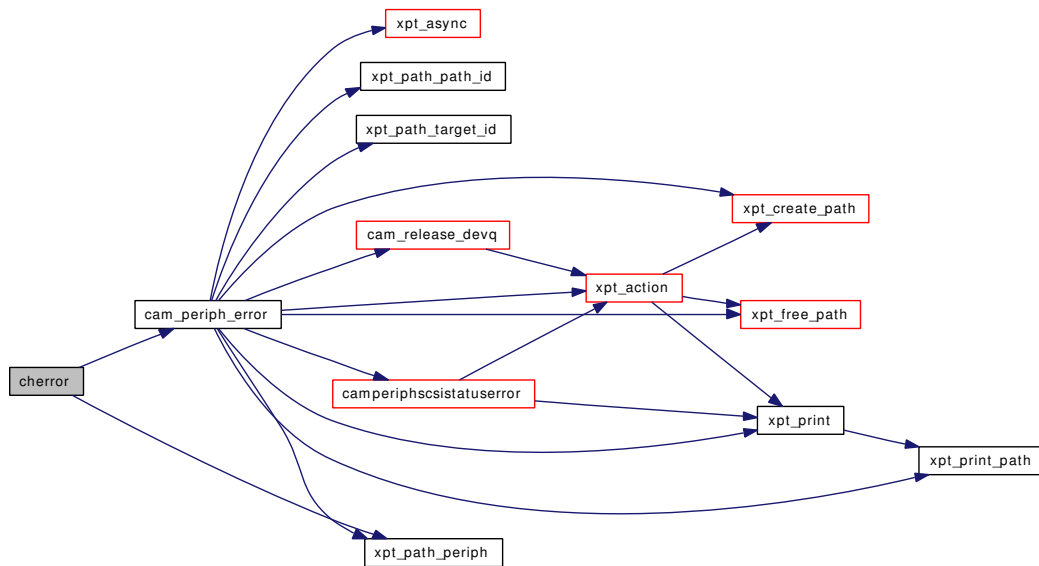 xpt_async
xpt_path_path_id
xpt_path_target_id
xpt_create_path
cam_release_devq
xpt_action
cam_periph_error
xpt_free_path
cherror
camperiphscsistatuserror
xpt_print
xpt_print_path
xpt_path_periph